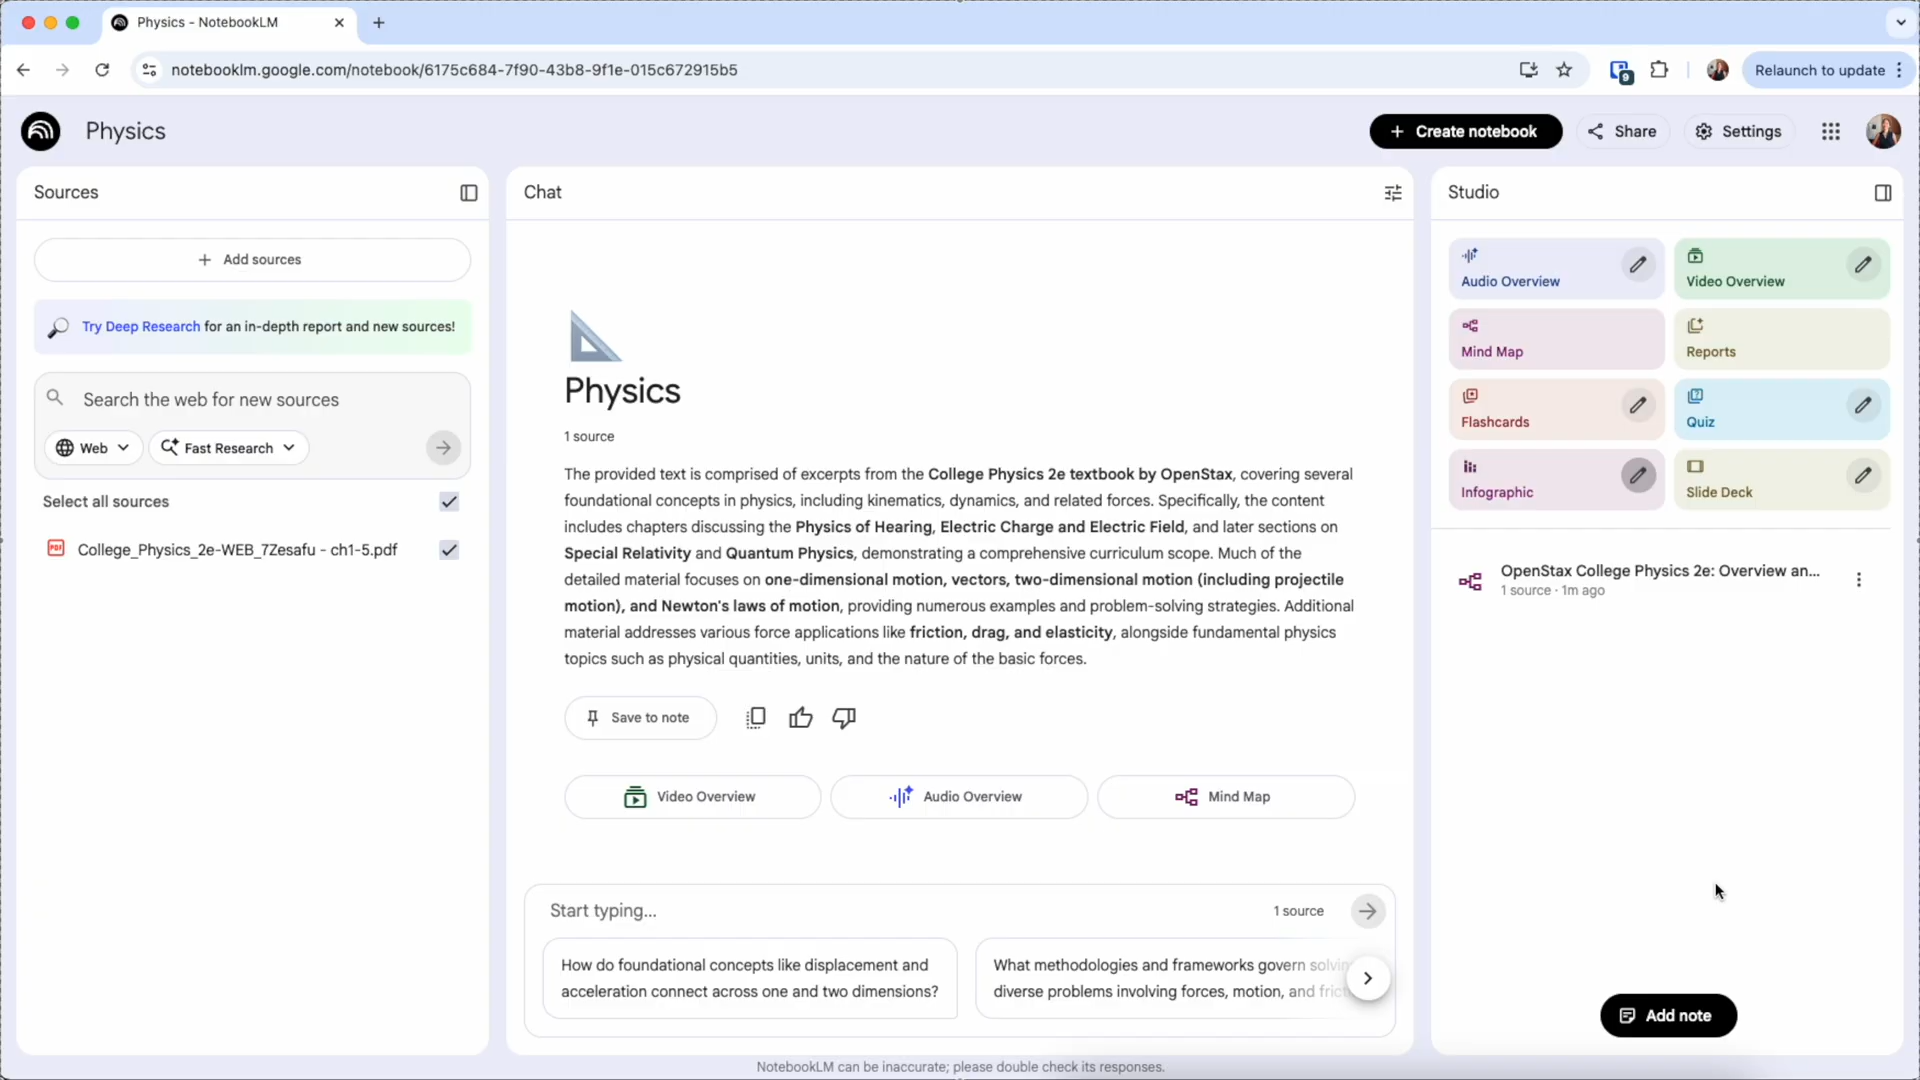 Physics - NotebookLM
notebooklm.google.com/notebook/6175c684-7f90-43b8-9f1e-015c672915b5
9
Relaunch to update
Physics
Create notebook
Share
Settings
Sources
Add sources
Try Deep Research for an in-depth report and new sources!
Search the web for new sources
Web
Fast Research
Select all sources
PDF
College_Physics_2e-WEB_7Zesafu - ch1-5.pdf
Chat
Physics
1 source
The provided text is comprised of excerpts from the College Physics 2e textbook by OpenStax, covering several
foundational concepts in physics, including kinematics, dynamics, and related forces. Specifically, the content
includes chapters discussing the Physics of Hearing, Electric Charge and Electric Field, and later sections on
Special Relativity and Quantum Physics, demonstrating a comprehensive curriculum scope. Much of the
detailed material focuses on one-dimensional motion, vectors, two-dimensional motion (including projectile
motion), and Newton's laws of motion, providing numerous examples and problem-solving strategies. Additional
material addresses various force applications like friction, drag, and elasticity, alongside fundamental physics
topics such as physical quantities, units, and the nature of the basic forces.
Save to note
Video Overview
Audio Overview
Mind Map
Start typing...
1 source
How do foundational concepts like displacement and
acceleration connect across one and two dimensions?
What methodologies and frameworks govern solvin
diverse problems involving forces, motion, and fric
NotebookLM can be inaccurate; please double check its responses.
Studio
Audio Overview
Video Overview
Mind Map
Reports
Flashcards
Quiz
Infographic
Slide Deck
OpenStax College Physics 2e: Overview an...
1 source · 1m ago
Add note